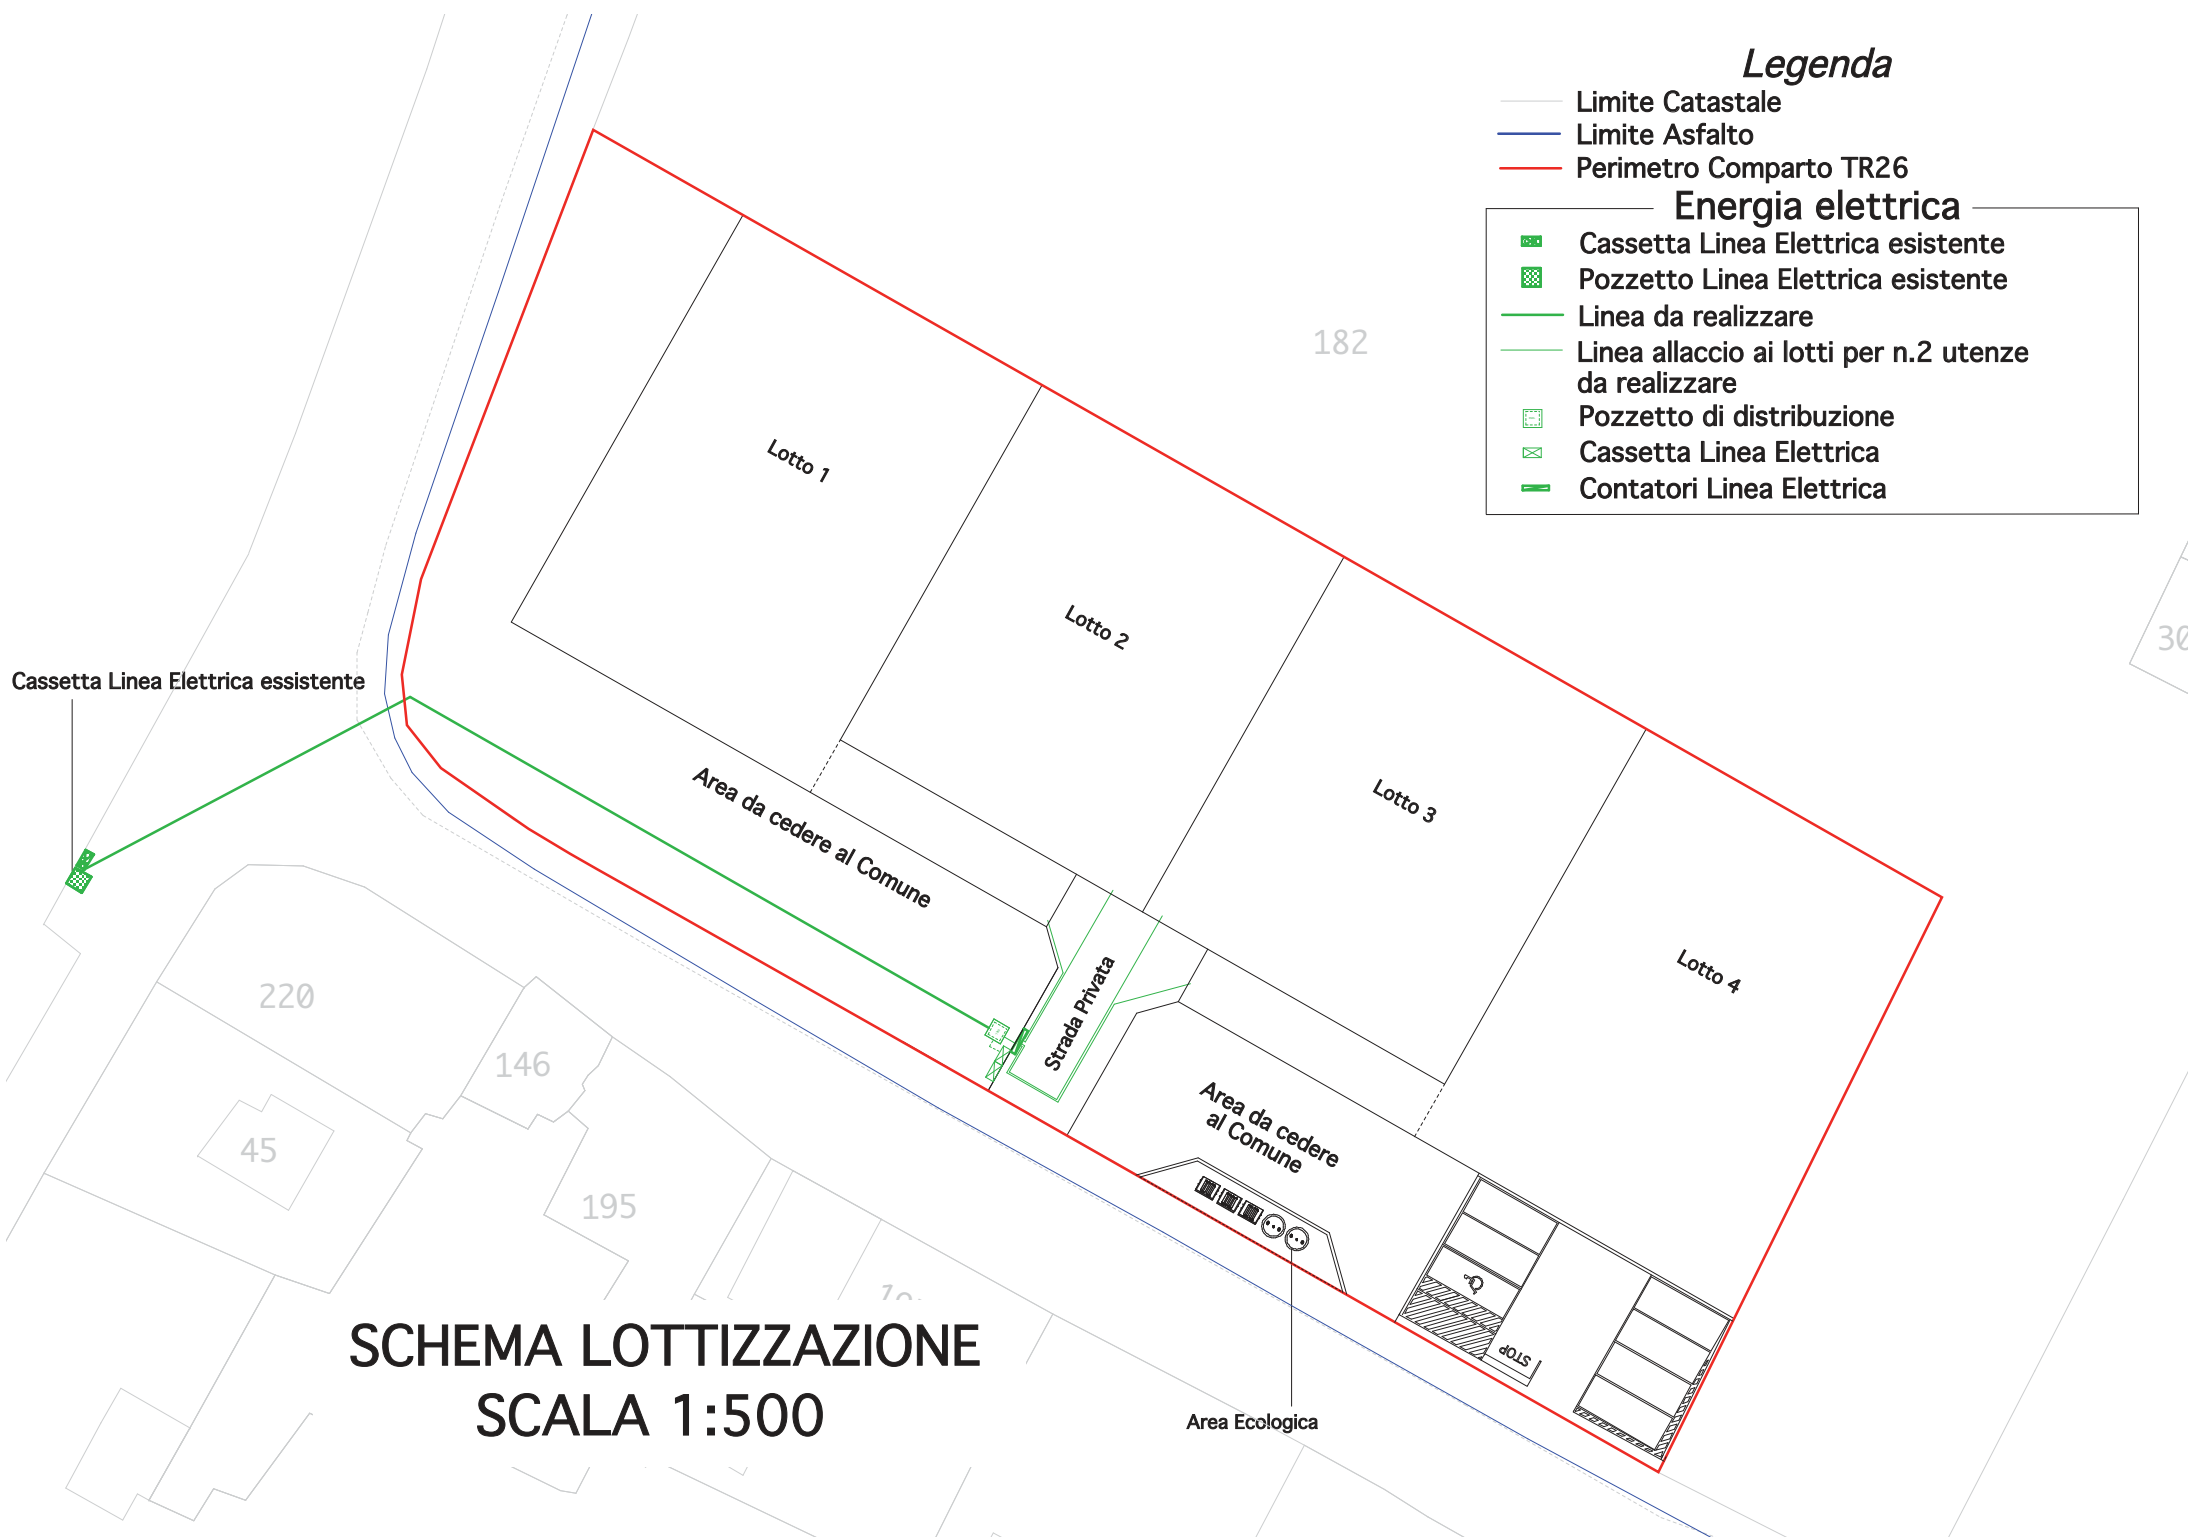 Legenda
Limite Catastale
Limite Asfalto
Perimetro Comparto TR26
Energia elettrica
Cassetta Linea Elettrica esistente
Pozzetto Linea Elettrica esistente
Linea da realizzare
Linea allaccio ai lotti per n.2 utenze
da realizzare
Pozzetto di distribuzione
Cassetta Linea Elettrica
Contatori Linea Elettrica
182
Lotto 1
Lotto 2
30
Cassetta Linea Elettrica essistente
Lotto 3
Area da cedere al Comune
Lotto 4
Strada Privata
220
146
45
Area da cedere
al Comune
195
STOP
SCHEMA LOTTIZZAZIONE
SCALA 1:500
Area Ecologica